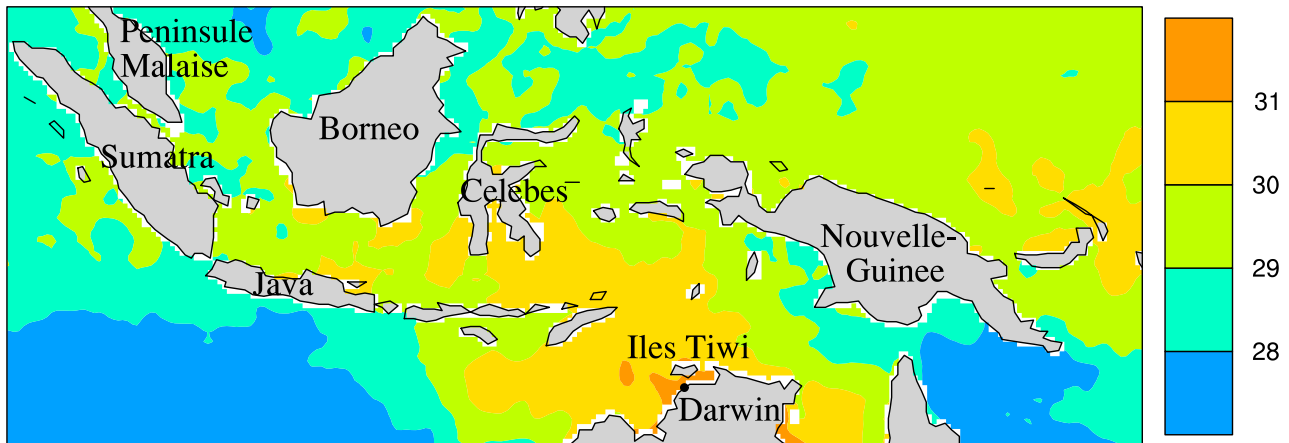 Peninsule
Malaise
Borneo
Sumatra
Celebes
Nouvelle-
Guinee
Java
Iles Tiwi
Darwin
31
30
29
28